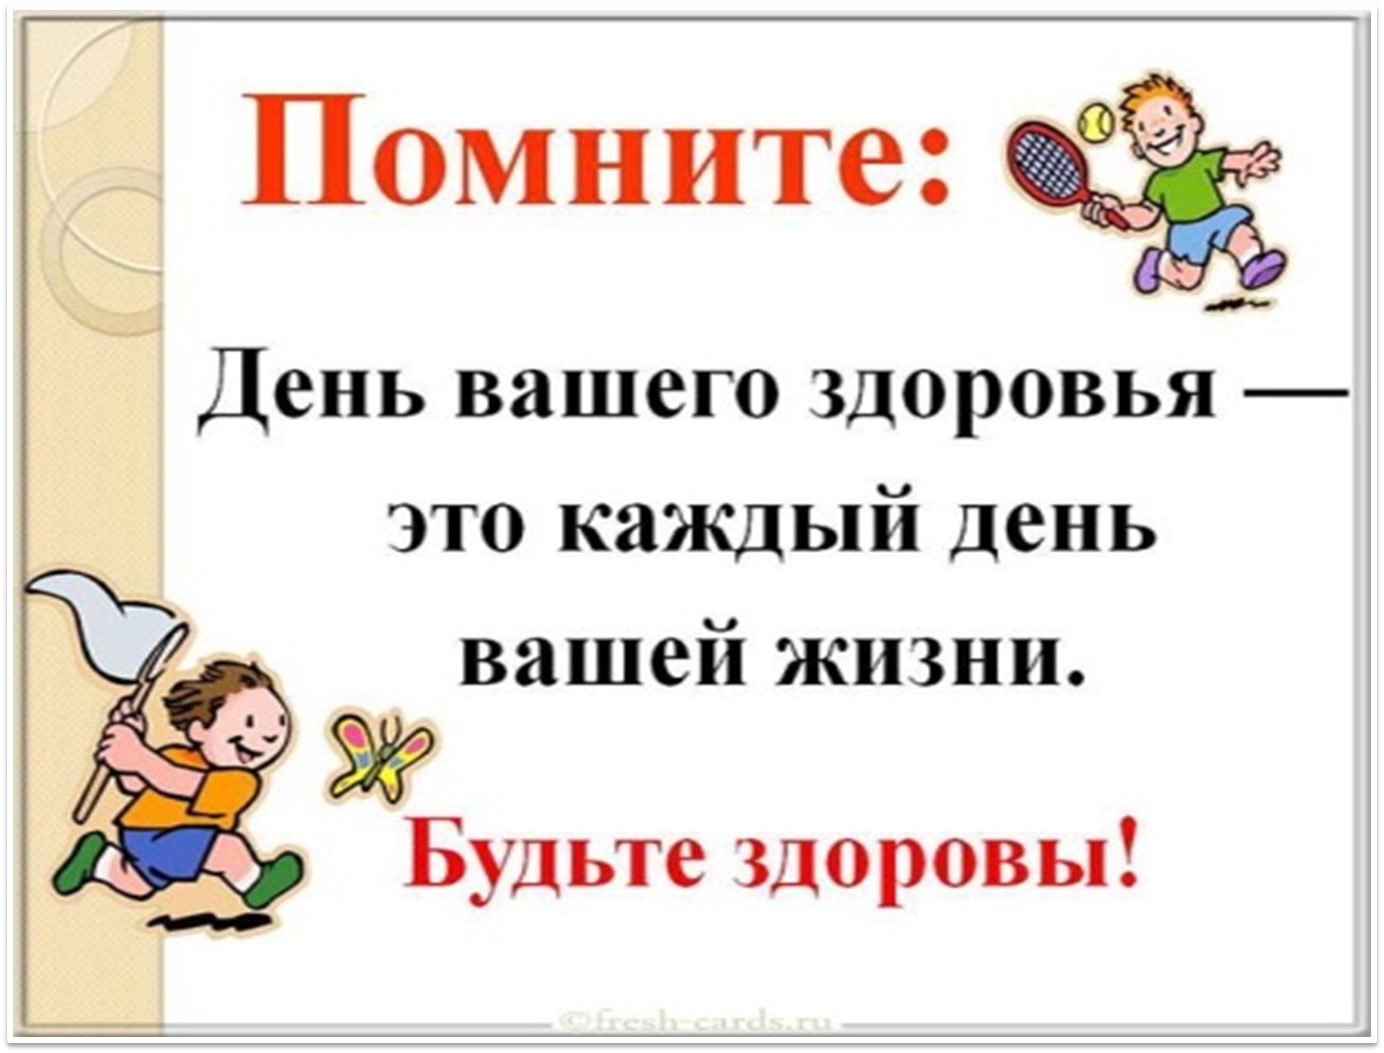 Помните:
День вашего здоровья —
это каждый день
вашей жизни.
Будьте здоровы!
©fresh-cards.ru